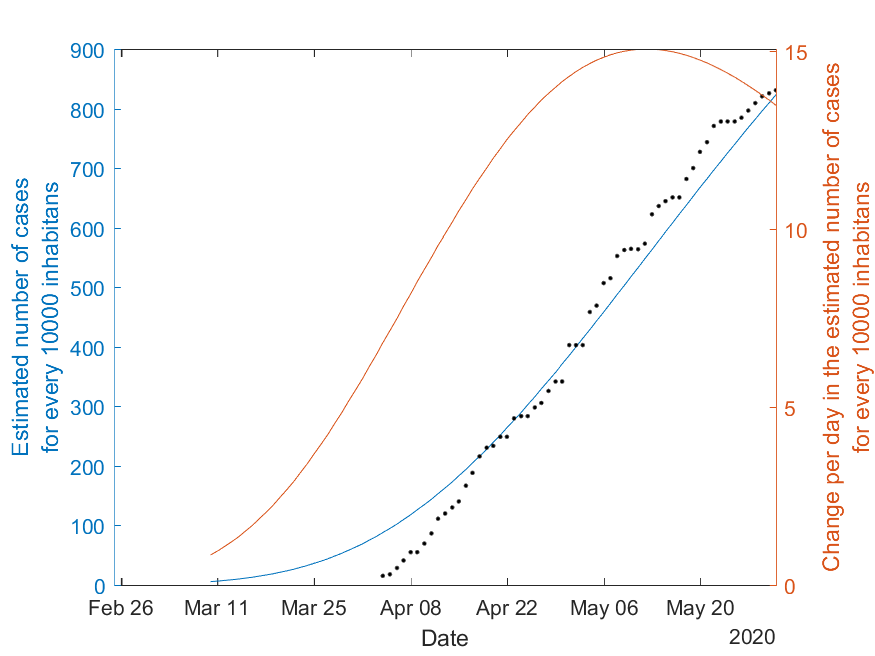 900
800
700
600
500
400
300
200
100
0
Estimated number of cases
for every 10000 inhabitans
15
10
5
0
Change per day in the estimated number of cases
for every 10000 inhabitans
Feb 26 Mar 11 Mar 25 Apr 08 Apr 22 May 06 May 20
2020
Date